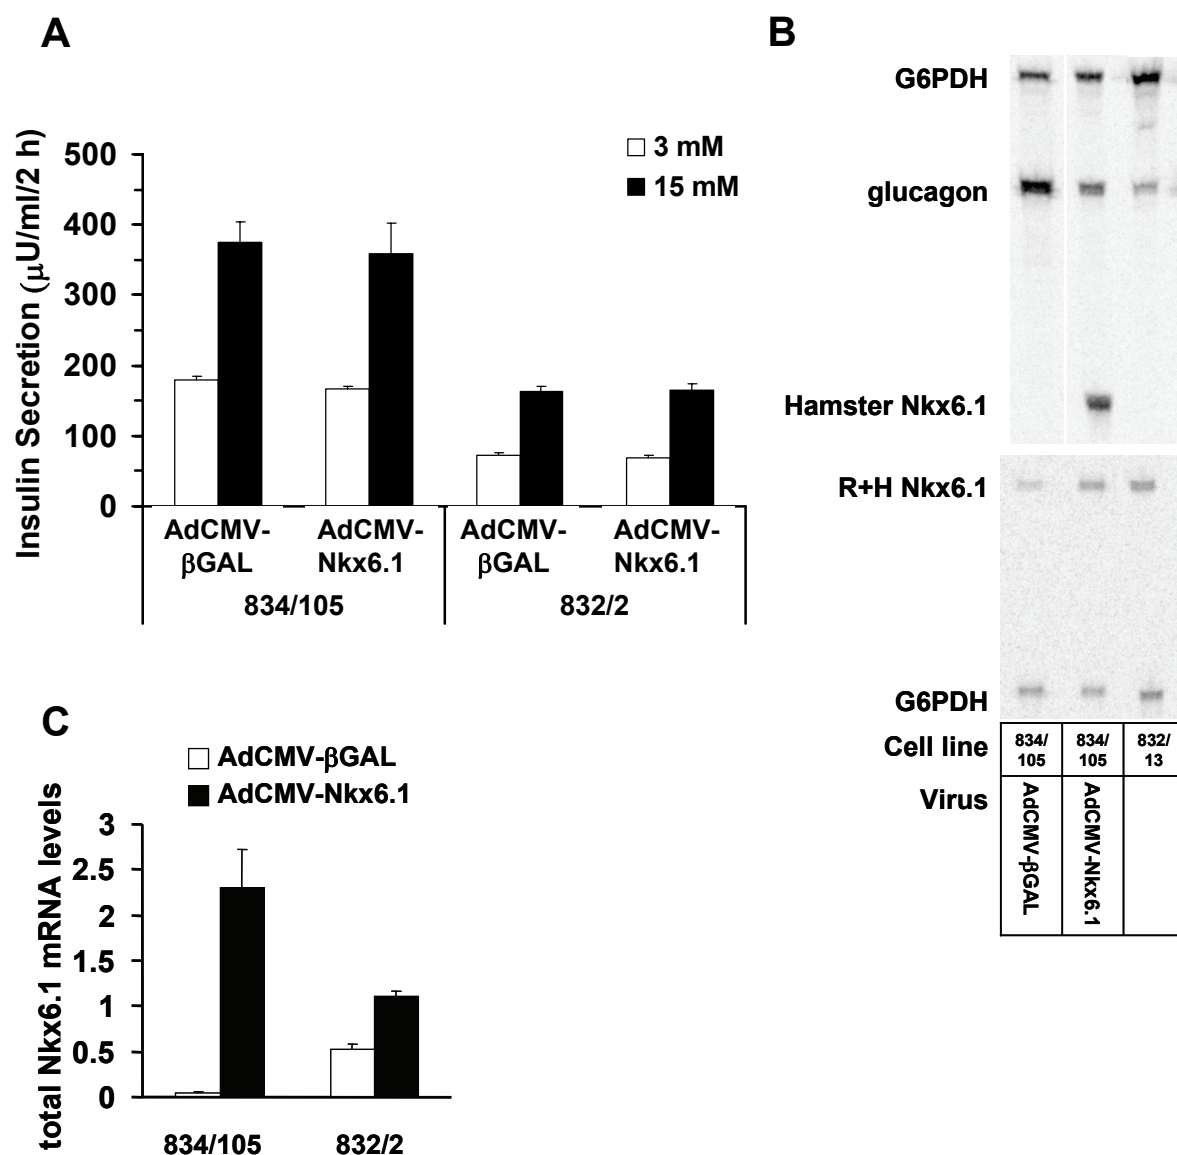 A
Insulin Secretion (μU/ml/2 h)
500
400
300
200
100
0
3 mM
15 mM
AdCMV-
βGAL
AdCMV-
Nkx6.1
AdCMV-
βGAL
AdCMV-
Nkx6.1
834/105
832/2
B
G6PDH
glucagon
Hamster Nkx6.1
R+H Nkx6.1
G6PDH
Cell line
834/
105
834/
105
832/
13
Virus
AdCMV-βGAL
AdCMV-Nkx6.1
C
AdCMV-βGAL
AdCMV-Nkx6.1
total Nkx6.1 mRNA levels
3
2.5
2
1.5
1
0.5
0
834/105
832/2